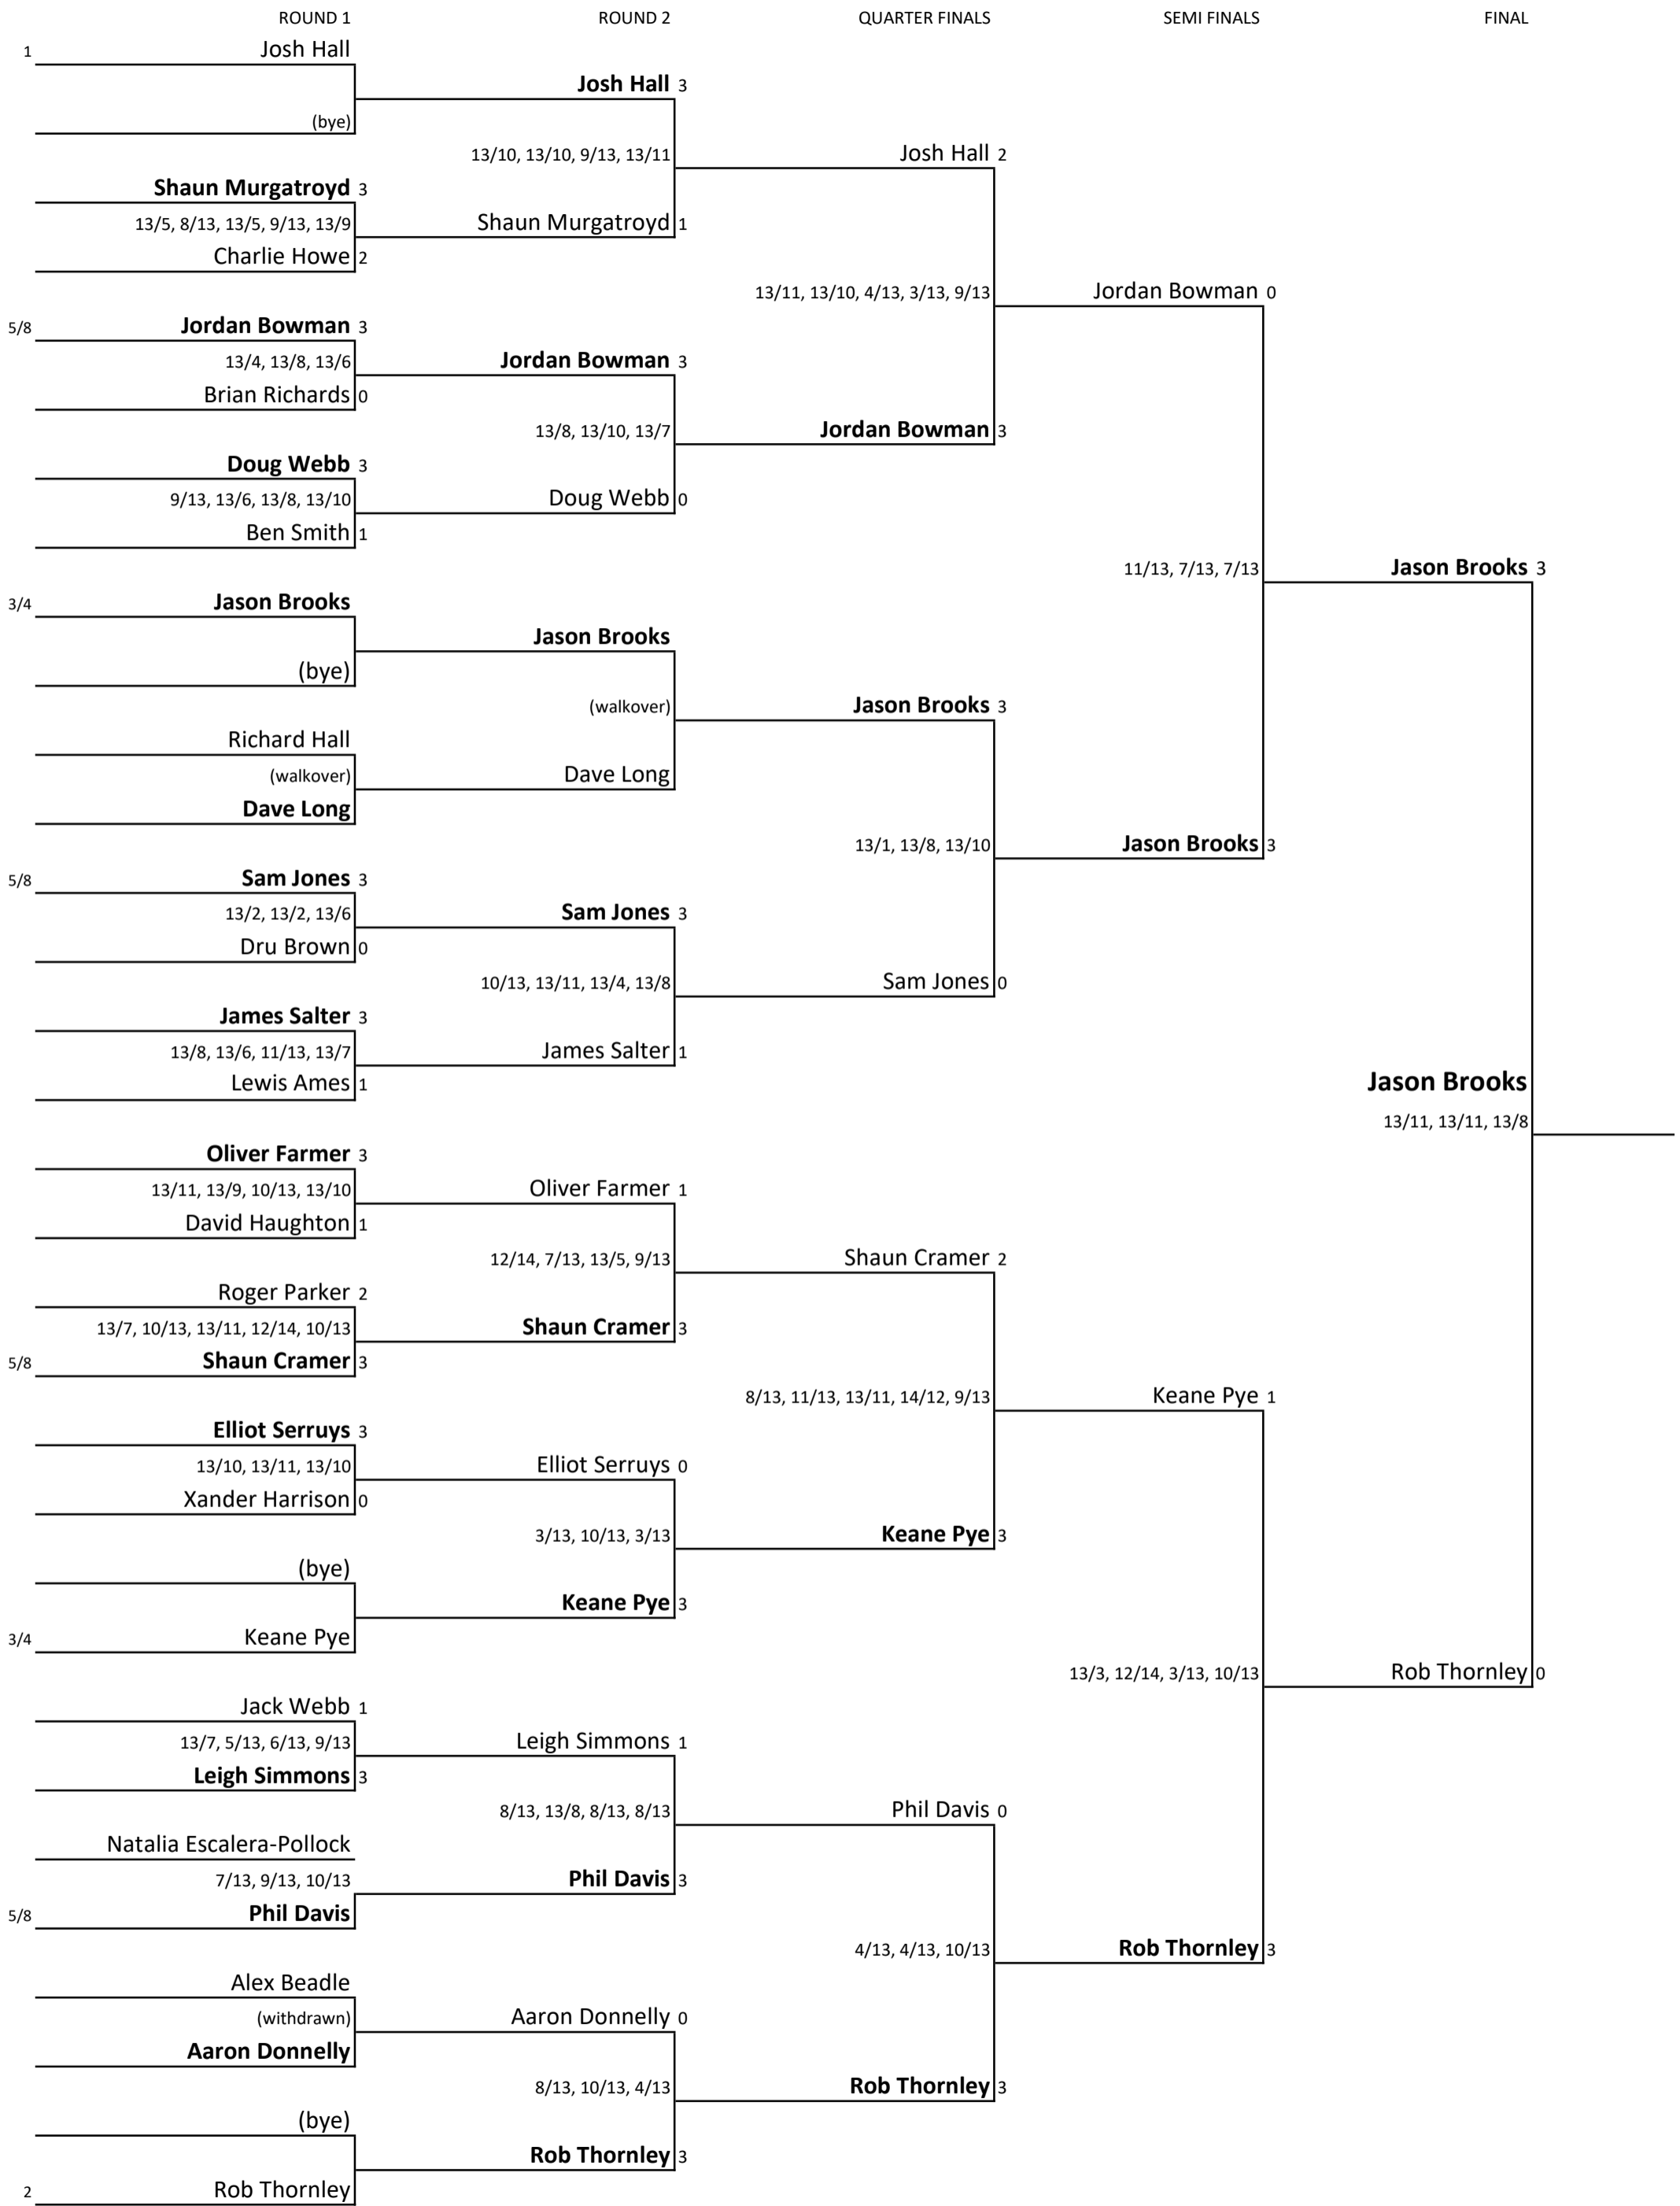 ROUND 1 ROUND 2 QUARTER FINALS SEMI FINALS FINAL
1 Josh Hall
Josh Hall 3
(bye)
13/10, 13/10, 9/13, 13/11 Josh Hall 2
Shaun Murgatroyd 3
13/5, 8/13, 13/5, 9/13, 13/9 Shaun Murgatroyd 1
Charlie Howe 2
13/11, 13/10, 4/13, 3/13, 9/13 Jordan Bowman 0
5/8 Jordan Bowman 3
13/4, 13/8, 13/6 Jordan Bowman 3
Brian Richards 0
13/8, 13/10, 13/7 Jordan Bowman 3
Doug Webb 3
9/13, 13/6, 13/8, 13/10 Doug Webb 0
Ben Smith 1
11/13, 7/13, 7/13 Jason Brooks 3
3/4 Jason Brooks
Jason Brooks
(bye)
(walkover) Jason Brooks 3
Richard Hall
(walkover) Dave Long
Dave Long
13/1, 13/8, 13/10 Jason Brooks 3
5/8 Sam Jones 3
13/2, 13/2, 13/6 Sam Jones 3
Dru Brown 0
10/13, 13/11, 13/4, 13/8 Sam Jones 0
James Salter 3
13/8, 13/6, 11/13, 13/7 James Salter 1
Lewis Ames 1
Jason Brooks
13/11, 13/11, 13/8
Oliver Farmer 3
13/11, 13/9, 10/13, 13/10 Oliver Farmer 1
David Haughton 1
12/14, 7/13, 13/5, 9/13 Shaun Cramer 2
Roger Parker 2
13/7, 10/13, 13/11, 12/14, 10/13 Shaun Cramer 3
5/8 Shaun Cramer 3
8/13, 11/13, 13/11, 14/12, 9/13 Keane Pye 1
Elliot Serruys 3
13/10, 13/11, 13/10 Elliot Serruys 0
Xander Harrison 0
3/13, 10/13, 3/13 Keane Pye 3
(bye)
Keane Pye 3
3/4 Keane Pye
13/3, 12/14, 3/13, 10/13 Rob Thornley 0
Jack Webb 1
13/7, 5/13, 6/13, 9/13 Leigh Simmons 1
Leigh Simmons 3
8/13, 13/8, 8/13, 8/13 Phil Davis 0
Natalia Escalera-Pollock
7/13, 9/13, 10/13 Phil Davis 3
5/8 Phil Davis
4/13, 4/13, 10/13 Rob Thornley 3
Alex Beadle
(withdrawn) Aaron Donnelly 0
Aaron Donnelly
8/13, 10/13, 4/13 Rob Thornley 3
(bye)
Rob Thornley 3
2 Rob Thornley